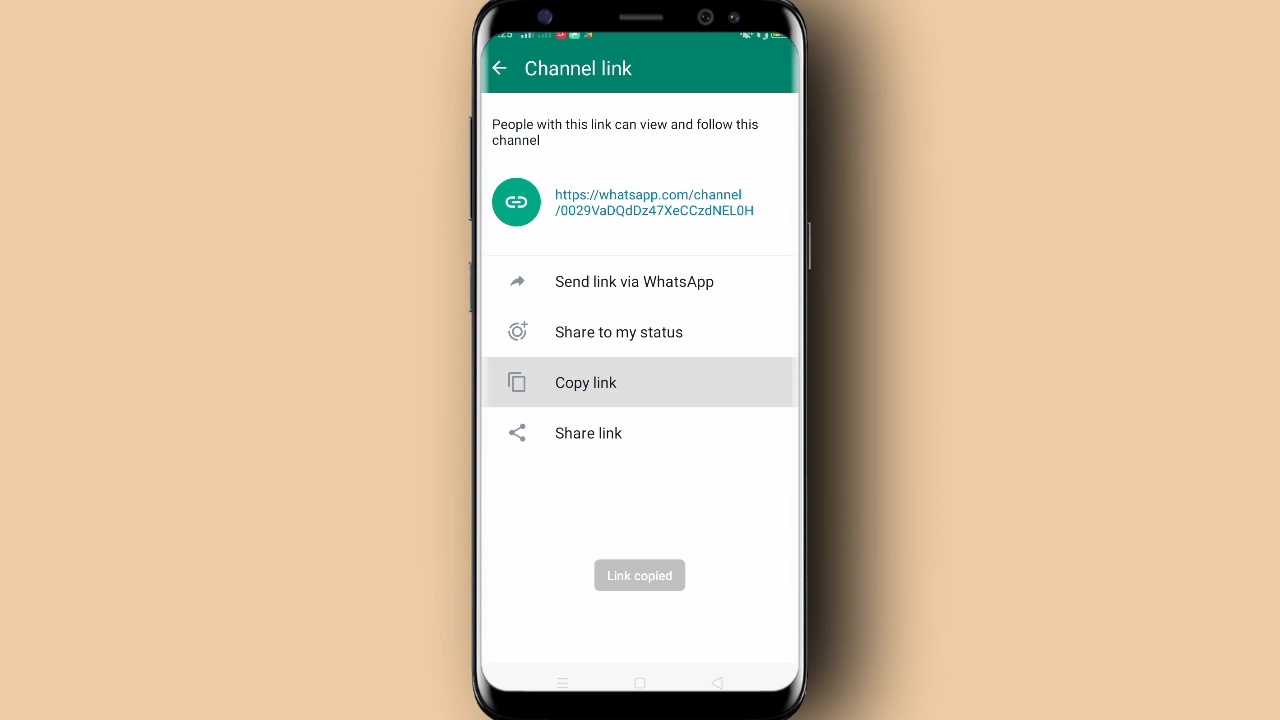 Channel link
People with this link can view and follow this
channel
https://whatsapp.com/channel
/0029VaDQdDz47XeCCzdNEL0H
Send link via WhatsApp
Share to my status
Copy link
Share link
Link copied